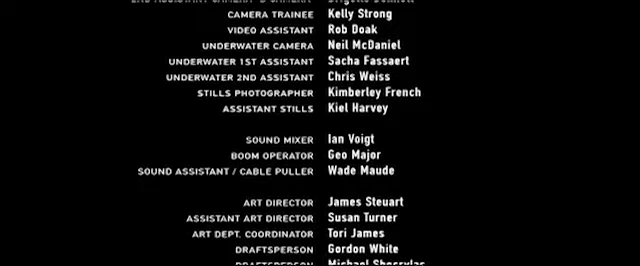 CAMERA TRAINEE Kelly Strong
VIDEO ASSISTANT Rob Doak
UNDERWATER CAMERA Neil McDaniel
UNDERWATER 1ST ASSISTANT Sacha Fassaert
UNDERWATER 2ND ASSISTANT Chris Weiss
STILLS PHOTOGRAPHER Kimberley French
ASSISTANT STILLS Kiel Harvey
SOUND MIXER Ian Voigt
BOOM OPERATOR Geo Major
SOUND ASSISTANT / CABLE PULLER Wade Maude
ART DIRECTOR James Steuart
ASSISTANT ART DIRECTOR Susan Turner
ART DEPT. COORDINATOR Tori James
DRAFTSPERSON Gordon White
DRAFTSPERSON Michael